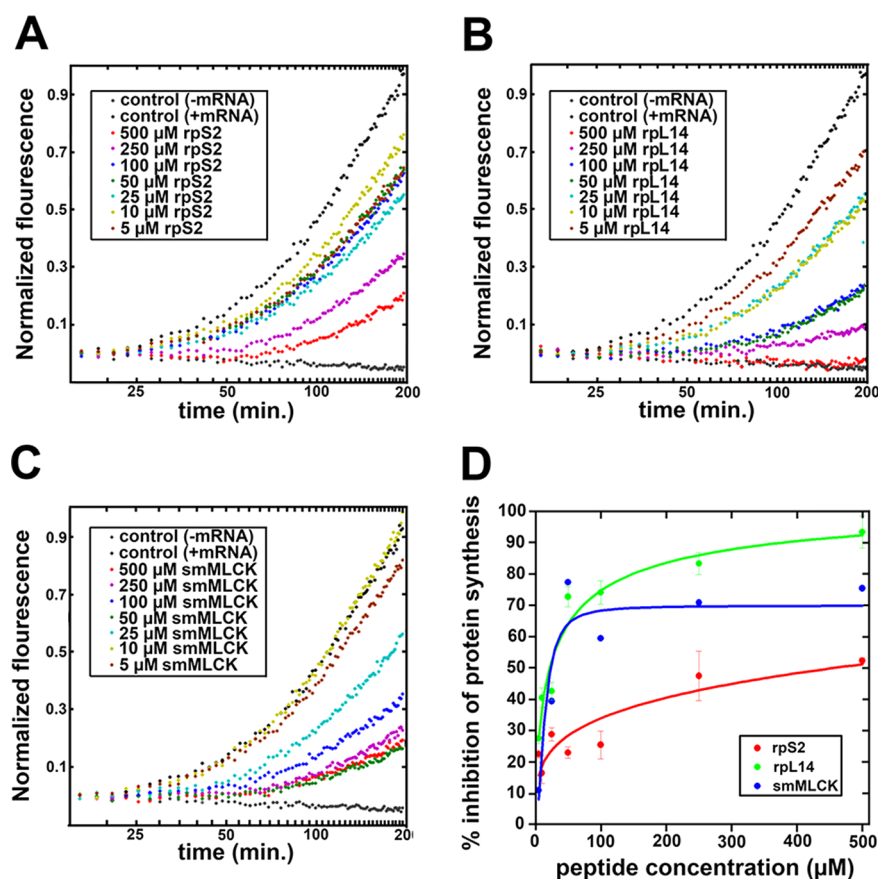 A
Normalized flourescence
0.9
0.7
0.5
0.3
0.1
control (-mRNA)
control (+mRNA)
500 µM rpS2
250 µM rpS2
100 µM rpS2
50 µM rpS2
25 µM rpS2
10 µM rpS2
5 µM rpS2
25
50
100
200
time (min.)
B
Normalized flourescence
0.9
0.7
0.5
0.3
0.1
control (-mRNA)
control (+mRNA)
500 µM rpL14
250 µM rpL14
100 µM rpL14
50 µM rpL14
25 µM rpL14
10 µM rpL14
5 µM rpL14
25
50
100
200
time (min.)
C
Normalized flourescence
0.9
0.7
0.5
0.3
0.1
control (-mRNA)
control (+mRNA)
500 µM smMLCK
250 µM smMLCK
100 µM smMLCK
50 µM smMLCK
25 µM smMLCK
10 µM smMLCK
5 µM smMLCK
25
50
100
200
time (min.)
D
% inhibition of protein synthesis
100
90
80
70
60
50
40
30
20
10
0
rpS2
rpL14
smMLCK
0
100
200
300
400
500
peptide concentration (µM)